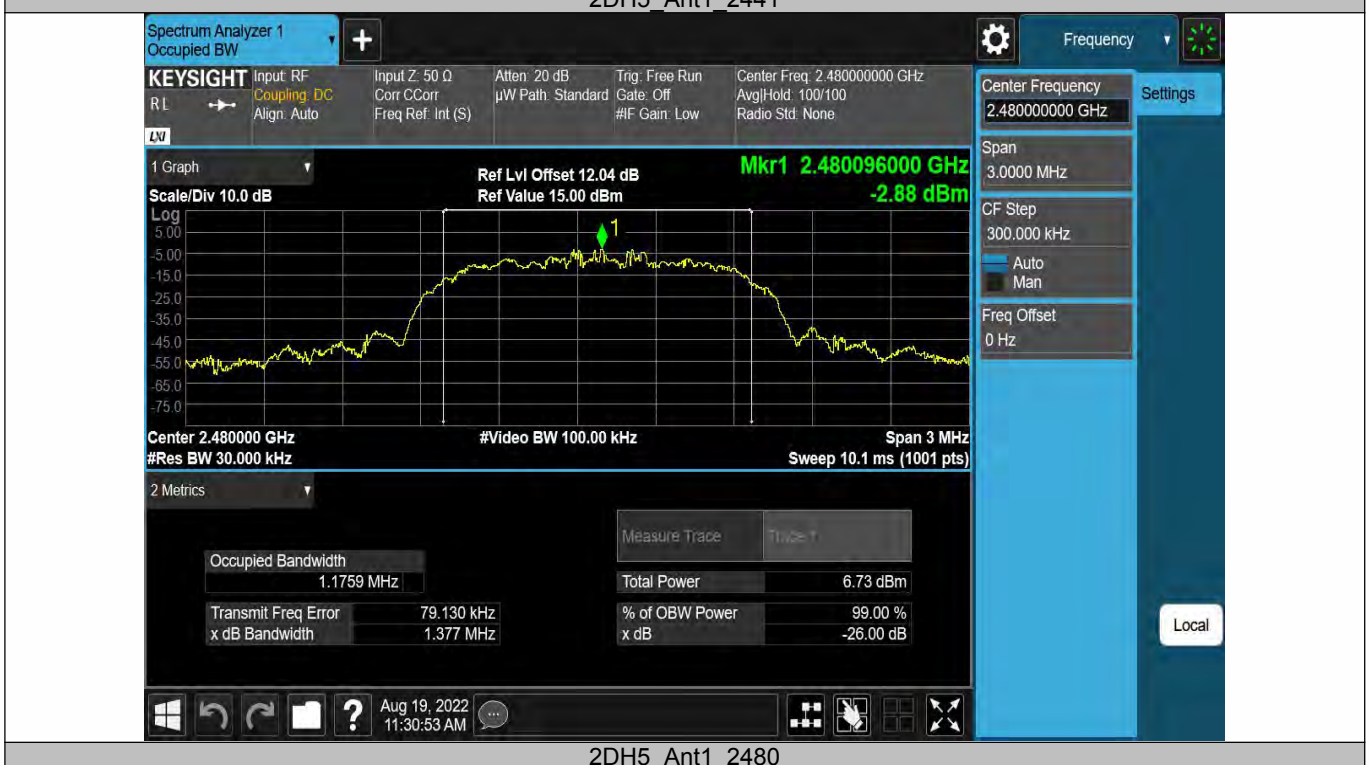 2DH5_Ant1_2441
Spectrum Analyzer 1
Occupied BW
Frequency
KEYSIGHT
RL
LXI
Input: RF
Coupling: DC
Align: Auto
Input Z: 50 Ω
Corr CCorr
Freq Ref: Int (S)
Atten: 20 dB
µW Path: Standard
Trig: Free Run
Gate: Off
#IF Gain: Low
Center Freq: 2.480000000 GHz
Avg|Hold: 100/100
Radio Std: None
Center Frequency
2.480000000 GHz
Settings
Span
3.0000 MHz
CF Step
300.000 kHz
Auto
Man
Freq Offset
0 Hz
Local
1 Graph
Scale/Div 10.0 dB
Ref Lvl Offset 12.04 dB
Ref Value 15.00 dBm
Mkr1 2.480096000 GHz
-2.88 dBm
Log
1
5.00
-5.00
-15.0
-25.0
-35.0
-45.0
-55.0
-65.0
-75.0
Center 2.480000 GHz
#Res BW 30.000 kHz
#Video BW 100.00 kHz
Span 3 MHz
Sweep 10.1 ms (1001 pts)
2 Metrics
Measure Trace Trace 1
Occupied Bandwidth
1.1759 MHz
Total Power 6.73 dBm
Transmit Freq Error 79.130 kHz
% of OBW Power 99.00 %
x dB Bandwidth 1.377 MHz
x dB -26.00 dB
Aug 19, 2022
11:30:53 AM
2DH5_Ant1_2480